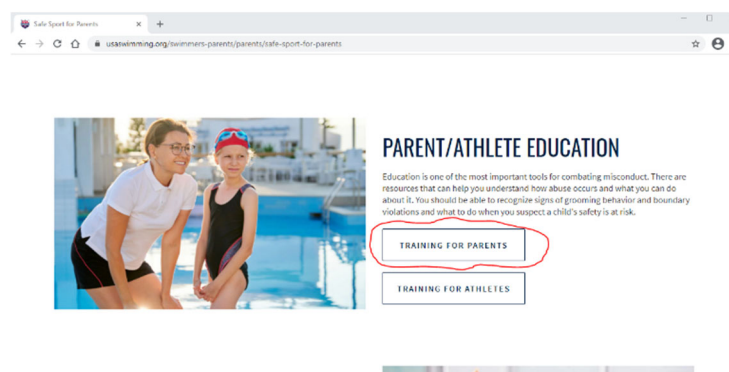 Safe Sport for Parents
usaswimming.org/swimmers-parents/parents/safe-sport-for-parents
PARENT/ATHLETE EDUCATION
Education is one of the most important tools for combating misconduct. There are
resources that can help you understand how abuse occurs and what you can do
about it. You should be able to recognize signs of grooming behavior and boundary
violations and what to do when you suspect a child's safety is at risk.
TRAINING FOR PARENTS
TRAINING FOR ATHLETES